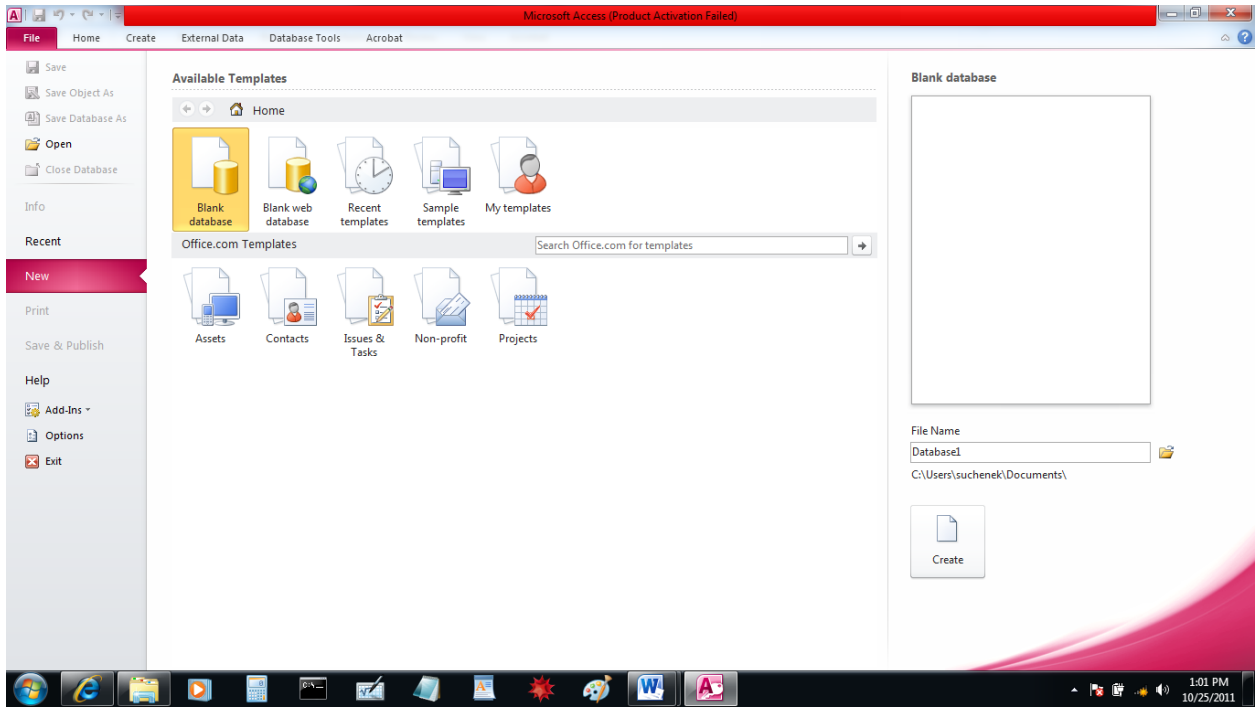 Microsoft Access (Product Activation Failed)
File Home Create External Data Database Tools Acrobat
Save
Save Object As
Save Database As
Open
Close Database
Info
Recent
New
Print
Save & Publish
Help
Add-Ins
Options
Exit
Available Templates
Home
Blank database
Blank web database
Recent templates
Sample templates
My templates
Office.com Templates
Search Office.com for templates
Assets
Contacts
Issues & Tasks
Non-profit
Projects
Blank database
File Name
Database1
C:\Users\suchenek\Documents\
Create
1:01 PM
10/25/2011